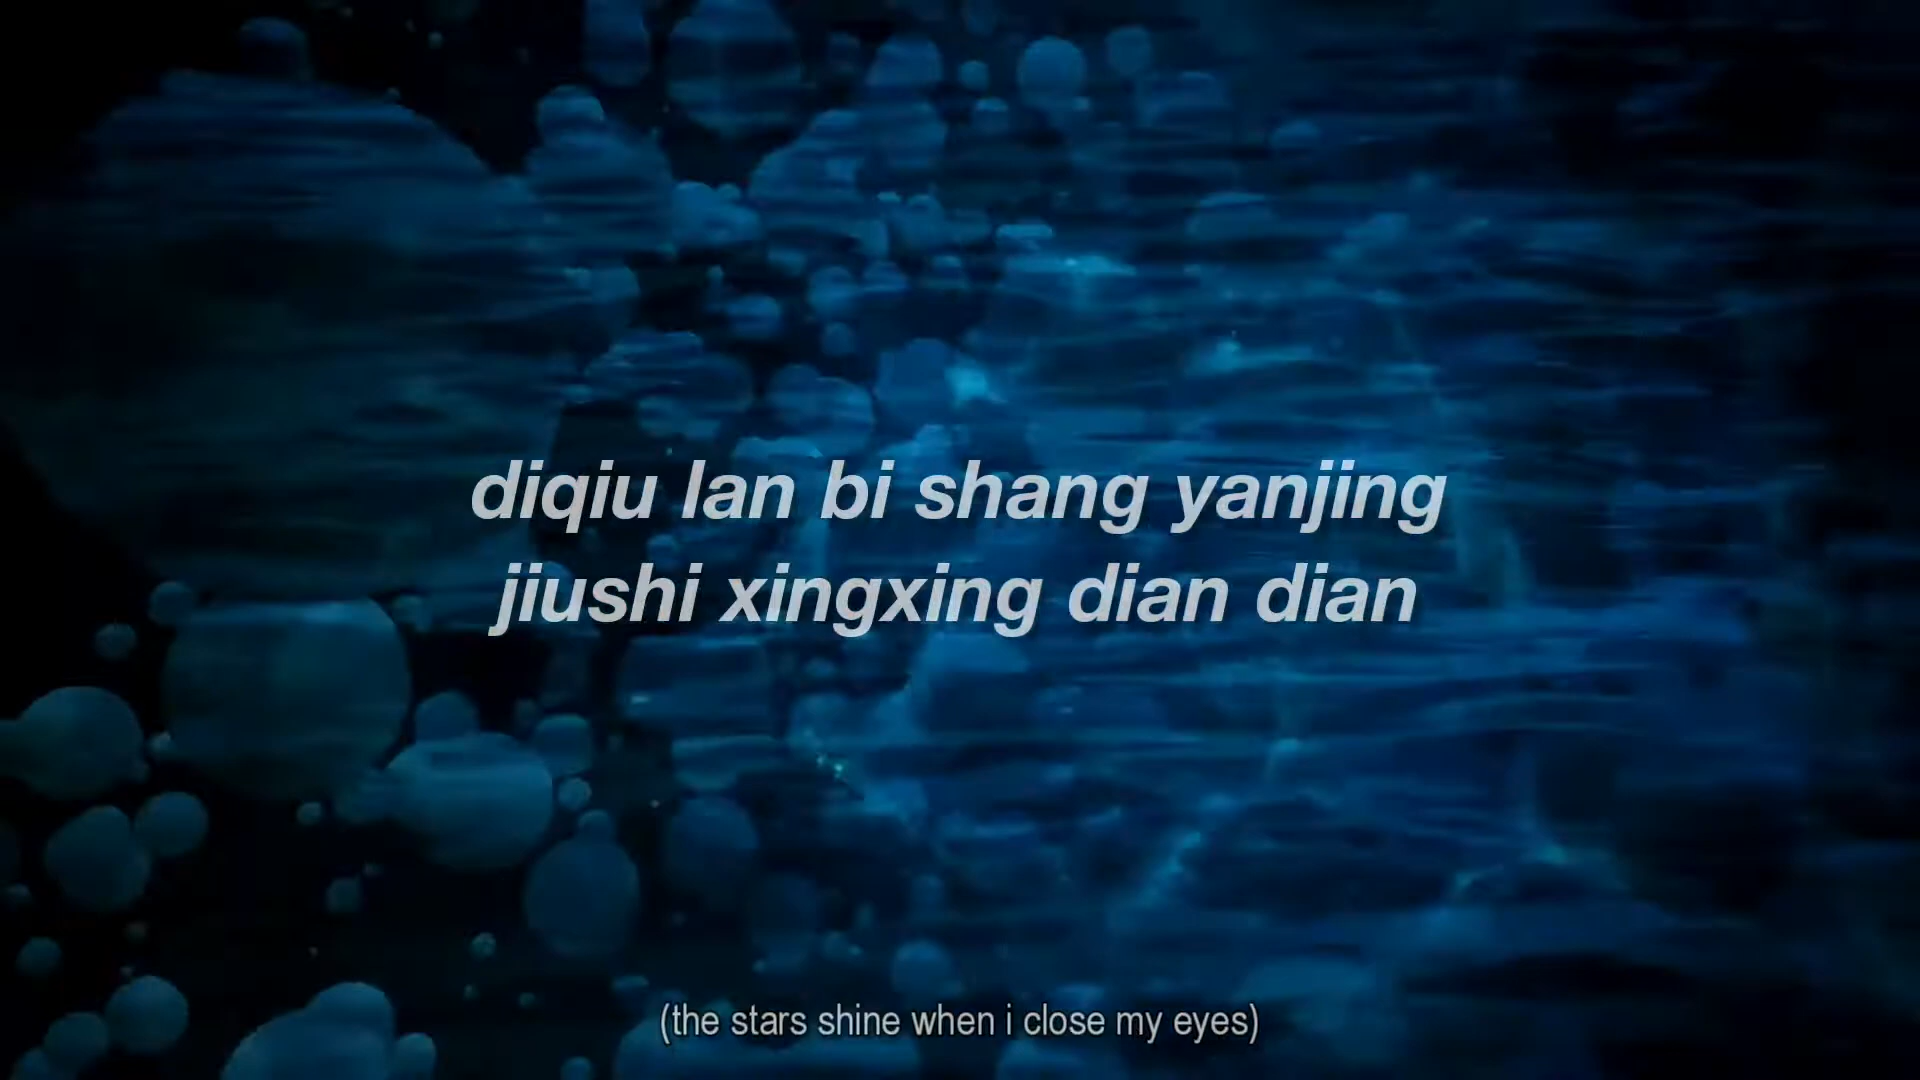 diqiu lan bi shang yanjing
jiushi xingxing dian dian
(the stars shine when i close my eyes)